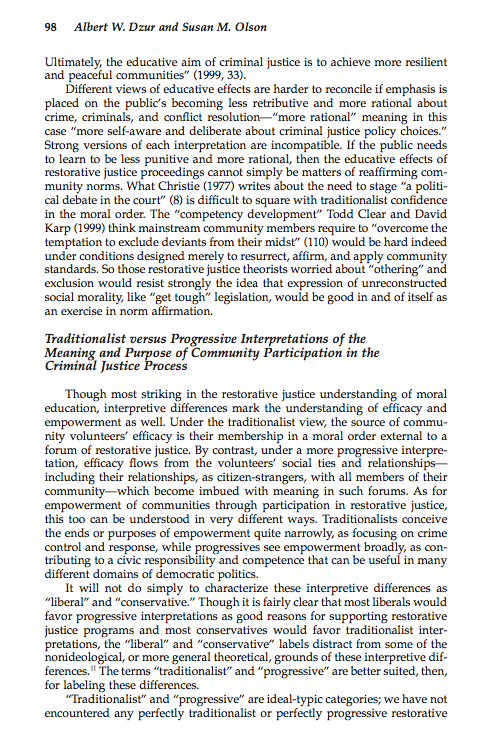 98 Albert W. Dzur and Susan M. Olson
Ultimately, the educative aim of criminal justice is to achieve more resilient
and peaceful communities” (1999, 33).
Different views of educative effects are harder to reconcile if emphasis is
placed on the public’s becoming less retributive and more rational about
crime, criminals, and conflict resolution—“more rational” meaning in this
case “more self-aware and deliberate about criminal justice policy choices.”
Strong versions of each interpretation are incompatible. If the public needs
to learn to be less punitive and more rational, then the educative effects of
restorative justice proceedings cannot simply be matters of reaffirming com-
munity norms. What Christie (1977) writes about the need to stage “a politi-
cal debate in the court” (8) is difficult to square with traditionalist confidence
in the moral order. The “competency development” Todd Clear and David
Karp (1999) think mainstream community members require to “overcome the
temptation to exclude deviants from their midst” (110) would be hard indeed
under conditions designed merely to resurrect, affirm, and apply community
standards. So those restorative justice theorists worried about “othering” and
exclusion would resist strongly the idea that expression of unreconstructed
social morality, like “get tough” legislation, would be good in and of itself as
an exercise in norm affirmation.
Traditionalist versus Progressive Interpretations of the
Meaning and Purpose of Community Participation in the
Criminal Justice Process
Though most striking in the restorative justice understanding of moral
education, interpretive differences mark the understanding of efficacy and
empowerment as well. Under the traditionalist view, the source of commu-
nity volunteers’ efficacy is their membership in a moral order external to a
forum of restorative justice. By contrast, under a more progressive interpre-
tation, efficacy flows from the volunteers’ social ties and relationships—
including their relationships, as citizen-strangers, with all members of their
community—which become imbued with meaning in such forums. As for
empowerment of communities through participation in restorative justice,
this too can be understood in very different ways. Traditionalists conceive
the ends or purposes of empowerment quite narrowly, as focusing on crime
control and response, while progressives see empowerment broadly, as con-
tributing to a civic responsibility and competence that can be useful in many
different domains of democratic politics.
It will not do simply to characterize these interpretive differences as
“liberal” and “conservative.” Though it is fairly clear that most liberals would
favor progressive interpretations as good reasons for supporting restorative
justice programs and most conservatives would favor traditionalist inter-
pretations, the “liberal” and “conservative” labels distract from some of the
nonideological, or more general theoretical, grounds of these interpretive dif-
ferences.11 The terms “traditionalist” and “progressive” are better suited, then,
for labeling these differences.
“Traditionalist” and “progressive” are ideal-typic categories; we have not
encountered any perfectly traditionalist or perfectly progressive restorative